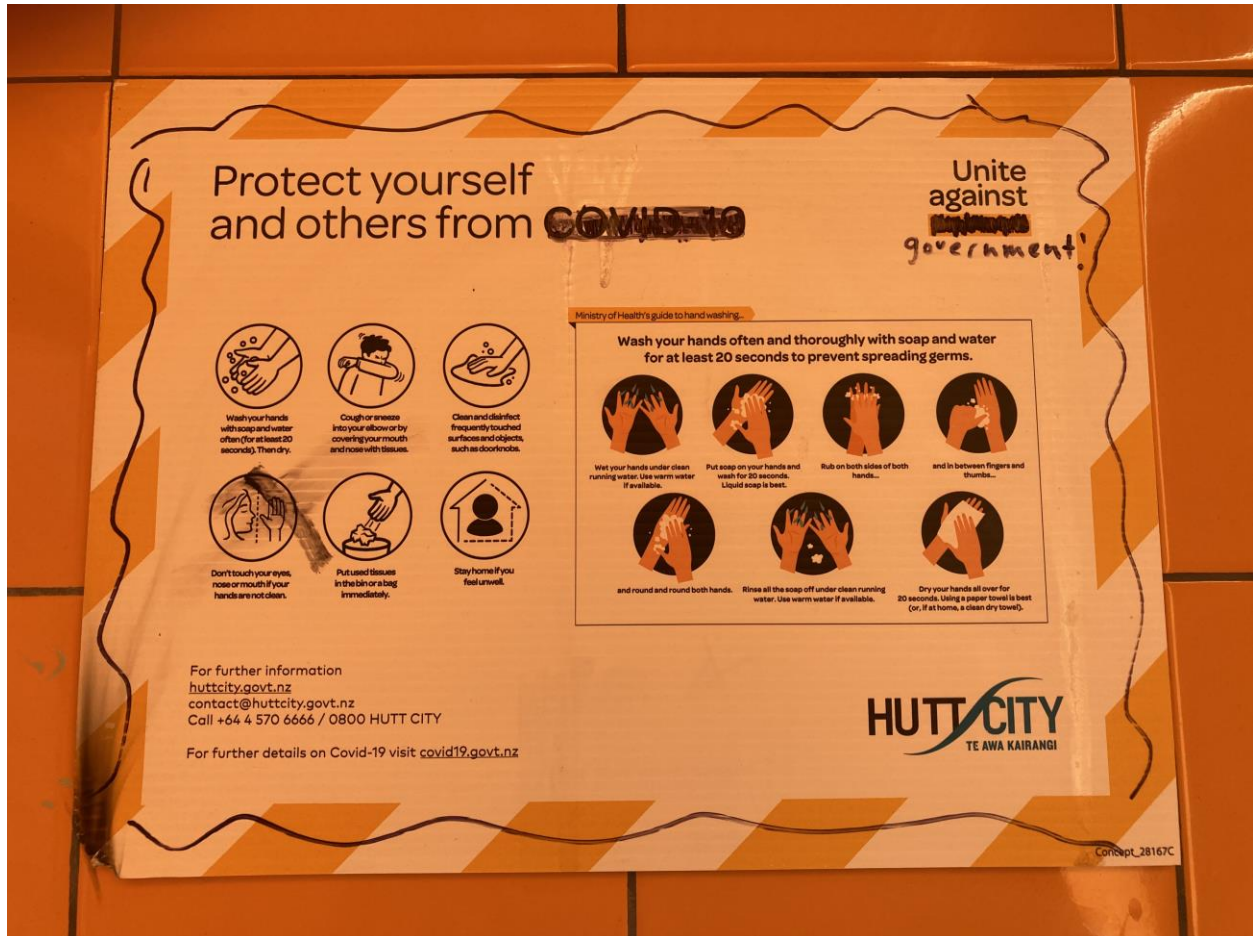 Protect yourself
and others from COVID-19
Unite
against
government!
Wash your hands
with soap and water
often (for at least 20
seconds). Then dry.
Cough or sneeze
into your elbow or by
covering your mouth
and nose with tissues.
Clean and disinfect
frequently touched
surfaces and objects,
such as doorknobs.
Don't touch your eyes,
nose or mouth if your
hands are not clean.
Put used tissues
in the bin or a bag
immediately.
Stay home if you
feel unwell.
Ministry of Health's guide to hand washing...
Wash your hands often and thoroughly with soap and water
for at least 20 seconds to prevent spreading germs.
Wet your hands under clean
running water. Use warm water
if available.
Put soap on your hands and
wash for 20 seconds.
Liquid soap is best.
Rub on both sides of both
hands...
and in between fingers and
thumbs...
and round and round both hands.
Rinse all the soap off under clean running
water. Use warm water if available.
Dry your hands all over for
20 seconds. Using a paper towel is best
(or, if at home, a clean dry towel).
For further information
huttcity.govt.nz
contact@huttcity.govt.nz
Call +64 4 570 6666 / 0800 HUTT CITY
For further details on Covid-19 visit covid19.govt.nz
HUTT CITY
TE AWA KAIRANGI
Concept_28167C